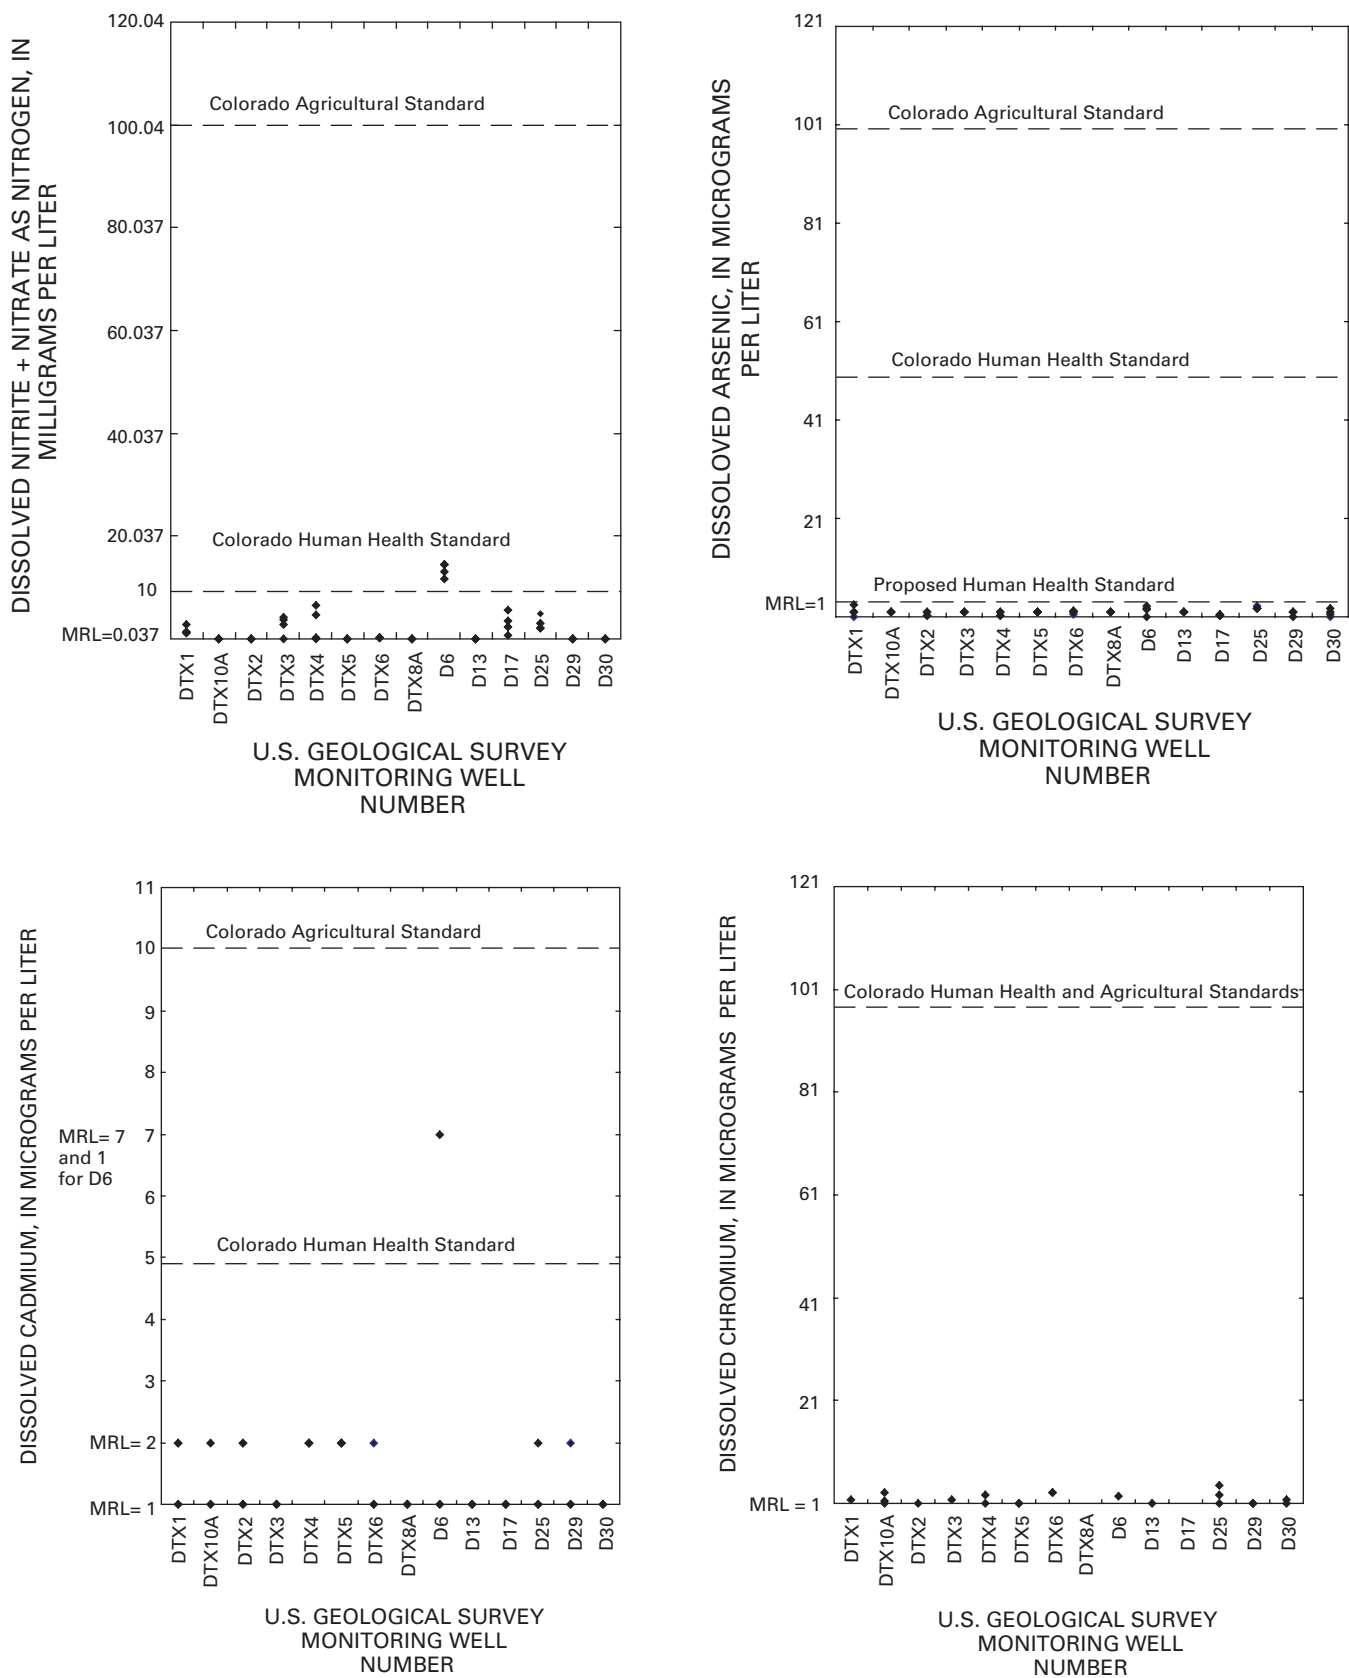 DISSOLVED NITRITE + NITRATE AS NITROGEN, IN
MILLIGRAMS PER LITER
120.04
100.04
80.037
60.037
40.037
20.037
10
MRL=0.037
Colorado Agricultural Standard
Colorado Human Health Standard
DTX1
DTX10A
DTX2
DTX3
DTX4
DTX5
DTX6
DTX8A
D6
D13
D17
D25
D29
D30
U.S. GEOLOGICAL SURVEY
MONITORING WELL
NUMBER
DISSOLOVED ARSENIC, IN MICROGRAMS
PER LITER
121
101
81
61
41
21
MRL=1
Colorado Agricultural Standard
Colorado Human Health Standard
Proposed Human Health Standard
DTX1
DTX10A
DTX2
DTX3
DTX4
DTX5
DTX6
DTX8A
D6
D13
D17
D25
D29
D30
U.S. GEOLOGICAL SURVEY
MONITORING WELL
NUMBER
DISSOLVED CADMIUM, IN MICROGRAMS PER LITER
11
10
9
8
MRL= 7
and 1
for D6
7
6
5
4
3
MRL= 2
MRL= 1
Colorado Agricultural Standard
Colorado Human Health Standard
DTX1
DTX10A
DTX2
DTX3
DTX4
DTX5
DTX6
DTX8A
D6
D13
D17
D25
D29
D30
U.S. GEOLOGICAL SURVEY
MONITORING WELL
NUMBER
DISSOLVED CHROMIUM, IN MICROGRAMS PER LITER
121
101
81
61
41
21
MRL = 1
Colorado Human Health and Agricultural Standards
DTX1
DTX10A
DTX2
DTX3
DTX4
DTX5
DTX6
DTX8A
D6
D13
D17
D25
D29
D30
U.S. GEOLOGICAL SURVEY
MONITORING WELL
NUMBER